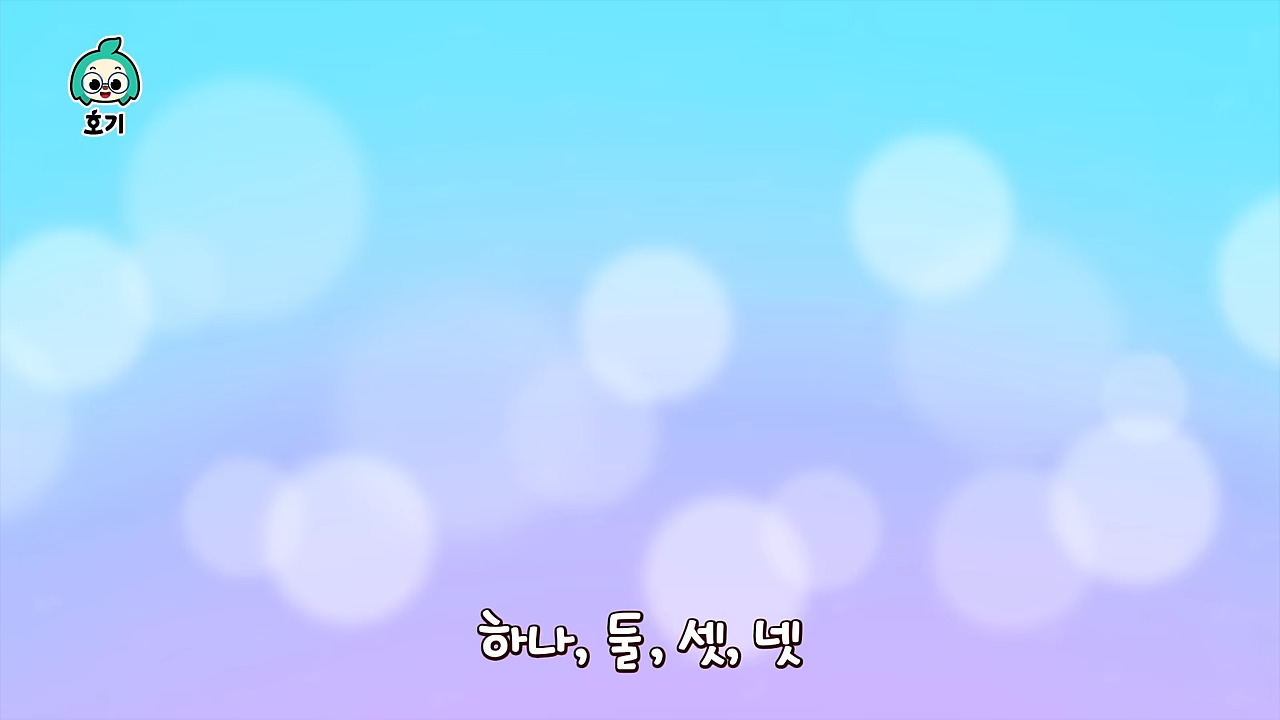 호기
하나, 둘, 셋, 넷